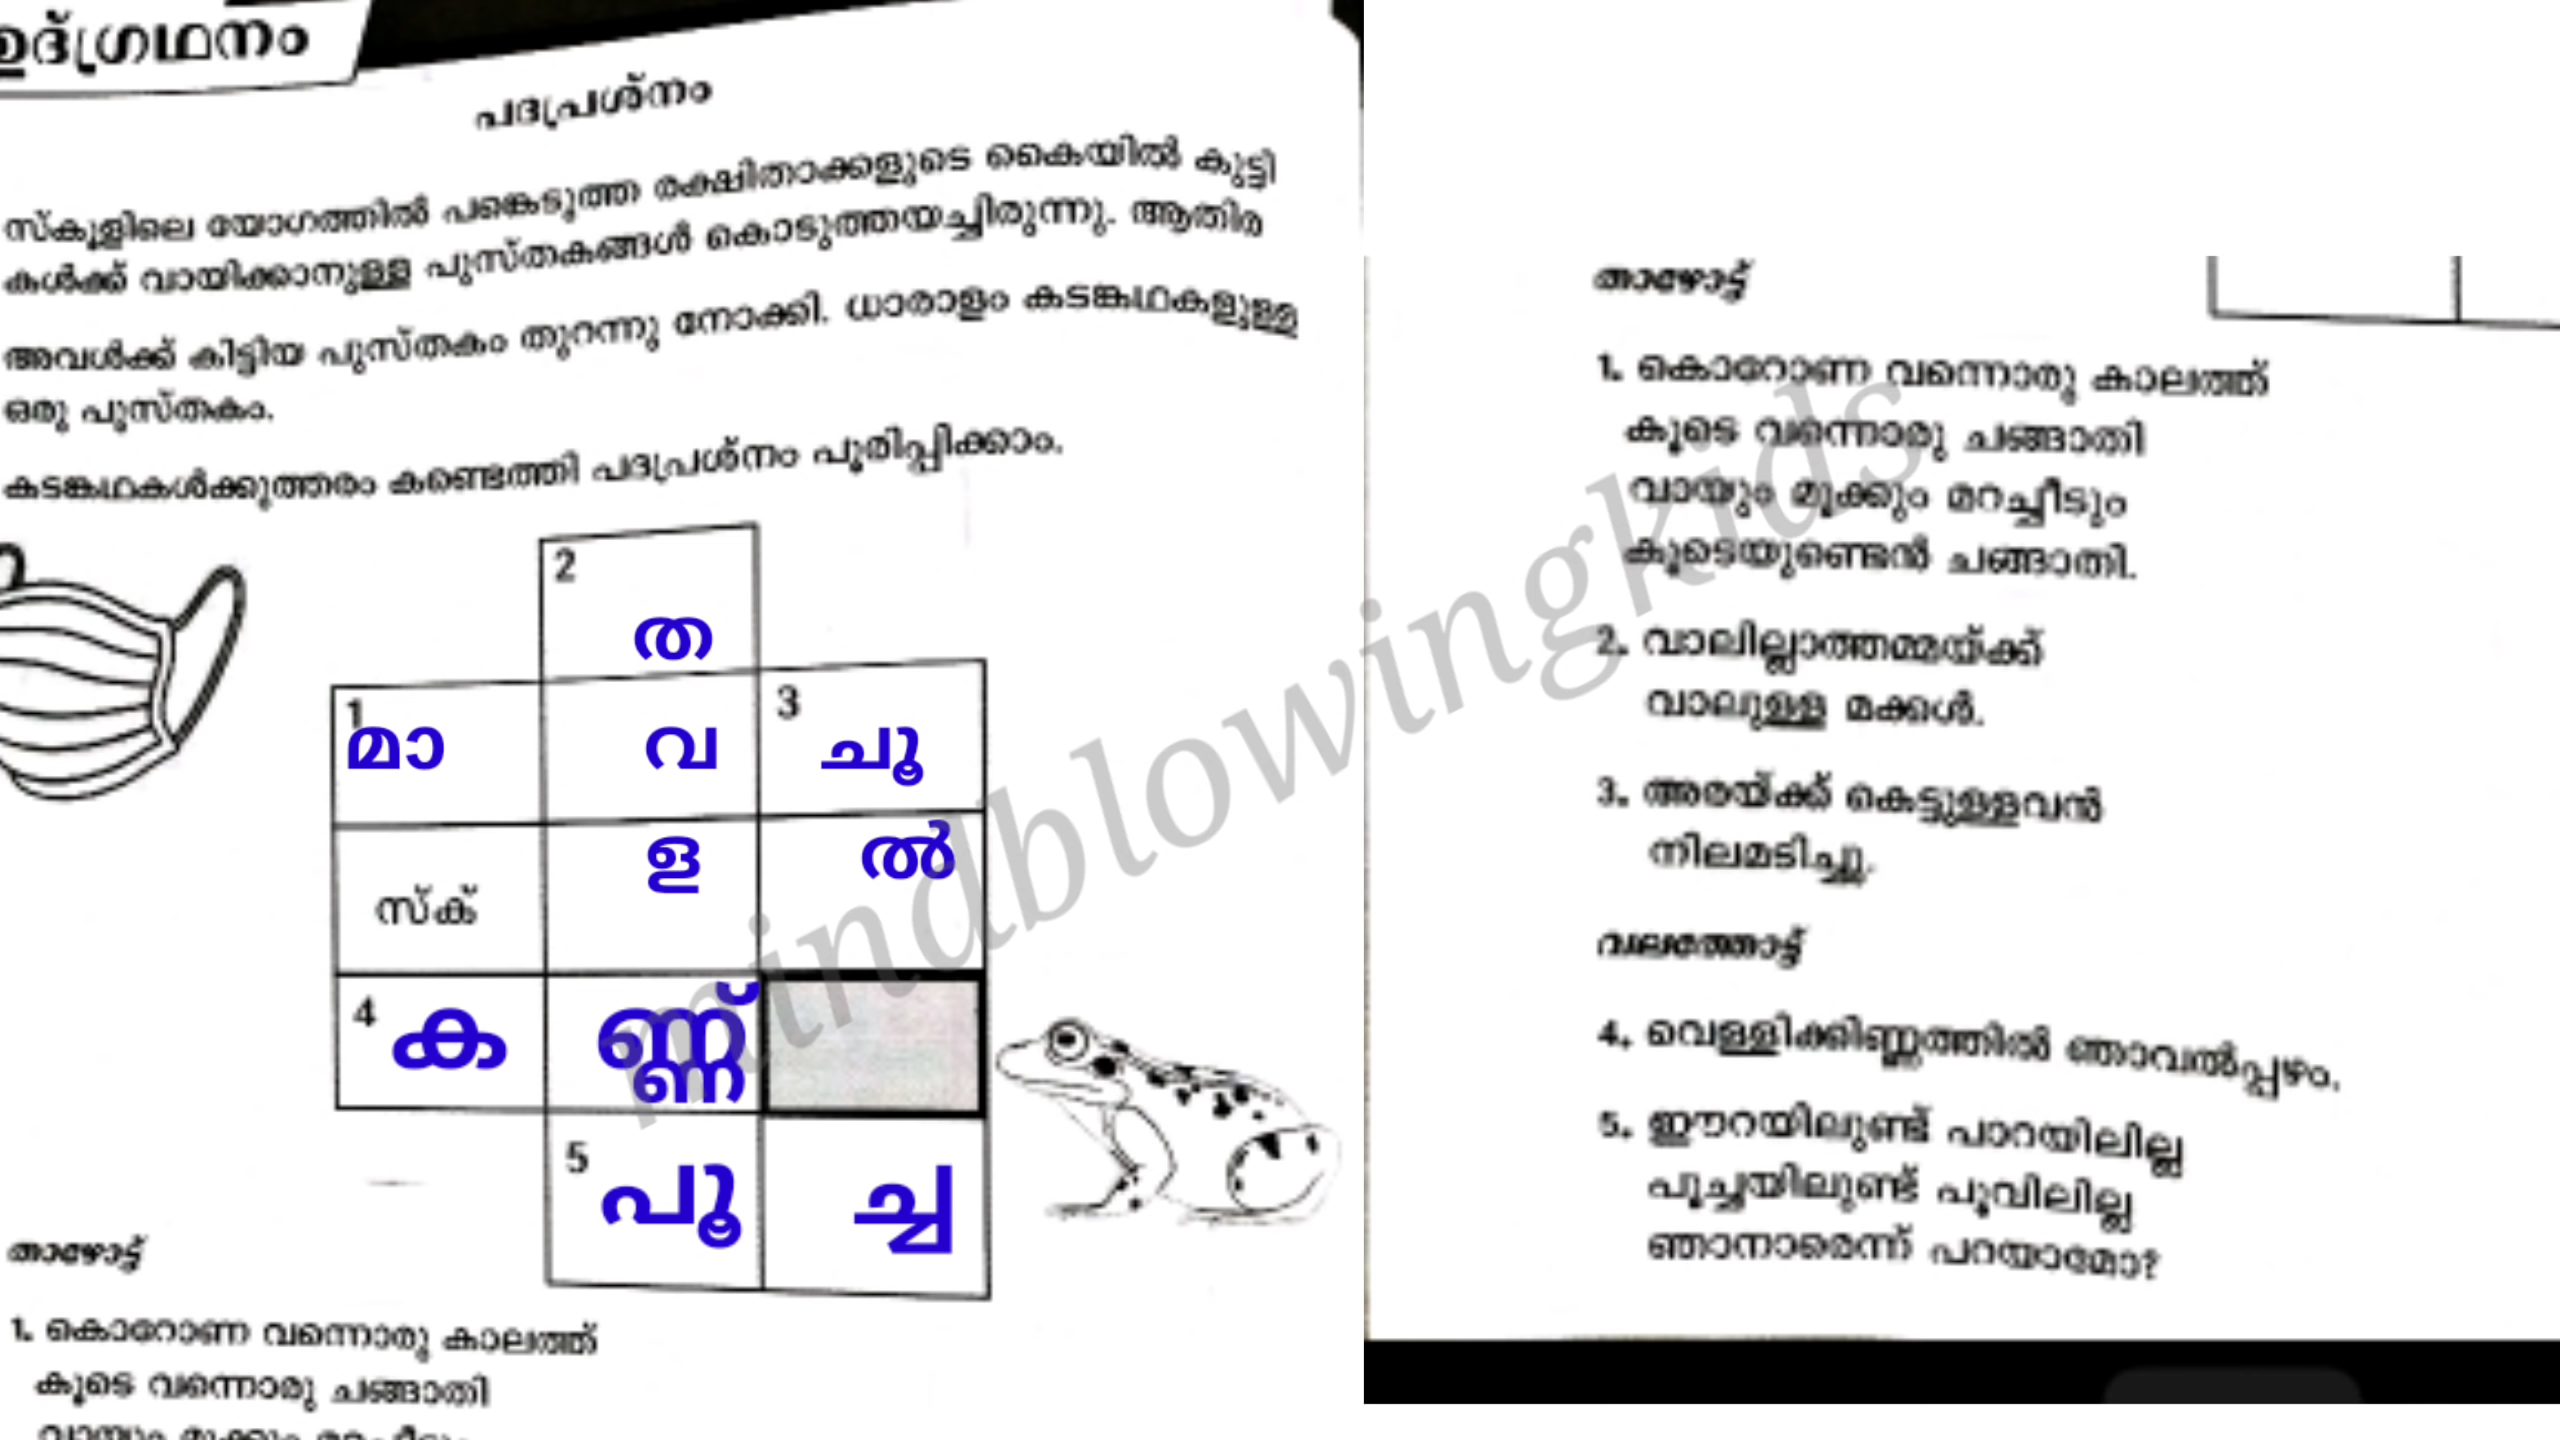 ഉദ്ഗ്രഥനം
പദപ്രശ്നം
സ്കൂളിലെ യോഗത്തിൽ പങ്കെടുത്ത രക്ഷിതാക്കളുടെ കൈയിൽ കുട്ടി
കൾക്ക് വായിക്കാനുള്ള പുസ്തകങ്ങൾ കൊടുത്തയച്ചിരുന്നു. ആതിര
അവൾക്ക് കിട്ടിയ പുസ്തകം തുറന്നു നോക്കി. ധാരാളം കടങ്കഥകളുള്ള
ഒരു പുസ്തകം.
കടങ്കഥകൾക്കുത്തരം കണ്ടെത്തി പദപ്രശ്നം പൂരിപ്പിക്കാം.
2
ത
1 3
മാ വ ചൂ
ള ൽ
സ്ക്
4 ക ണ്ണ്
ണ
5 പൂ ച്ച
താഴോട്ട്
1. കൊറോണ വന്നൊരു കാലത്ത്
കൂടെ വന്നൊരു ചങ്ങാതി
വായും മൂക്കും മറച്ചീടും
താഴോട്ട്
1. കൊറോണ വന്നൊരു കാലത്ത്
കൂടെ വന്നൊരു ചങ്ങാതി
വായും മൂക്കും മറച്ചീടും
കൂടെയുണ്ടെൻ ചങ്ങാതി.
2. വാലില്ലാത്തമ്മയ്ക്ക്
വാലുള്ള മക്കൾ.
3. അരയ്ക്ക് കെട്ടുള്ളവൻ
നിലമടിച്ചു.
വലത്തോട്ട്
4. വെള്ളിക്കിണ്ണത്തിൽ ഞാവൽപ്പഴം.
5. ഈറയിലുണ്ട് പാറയിലില്ല
പൂച്ചയിലുണ്ട് പൂവിലില്ല
ഞാനാരെന്ന് പറയാമോ?
mindblowingkids